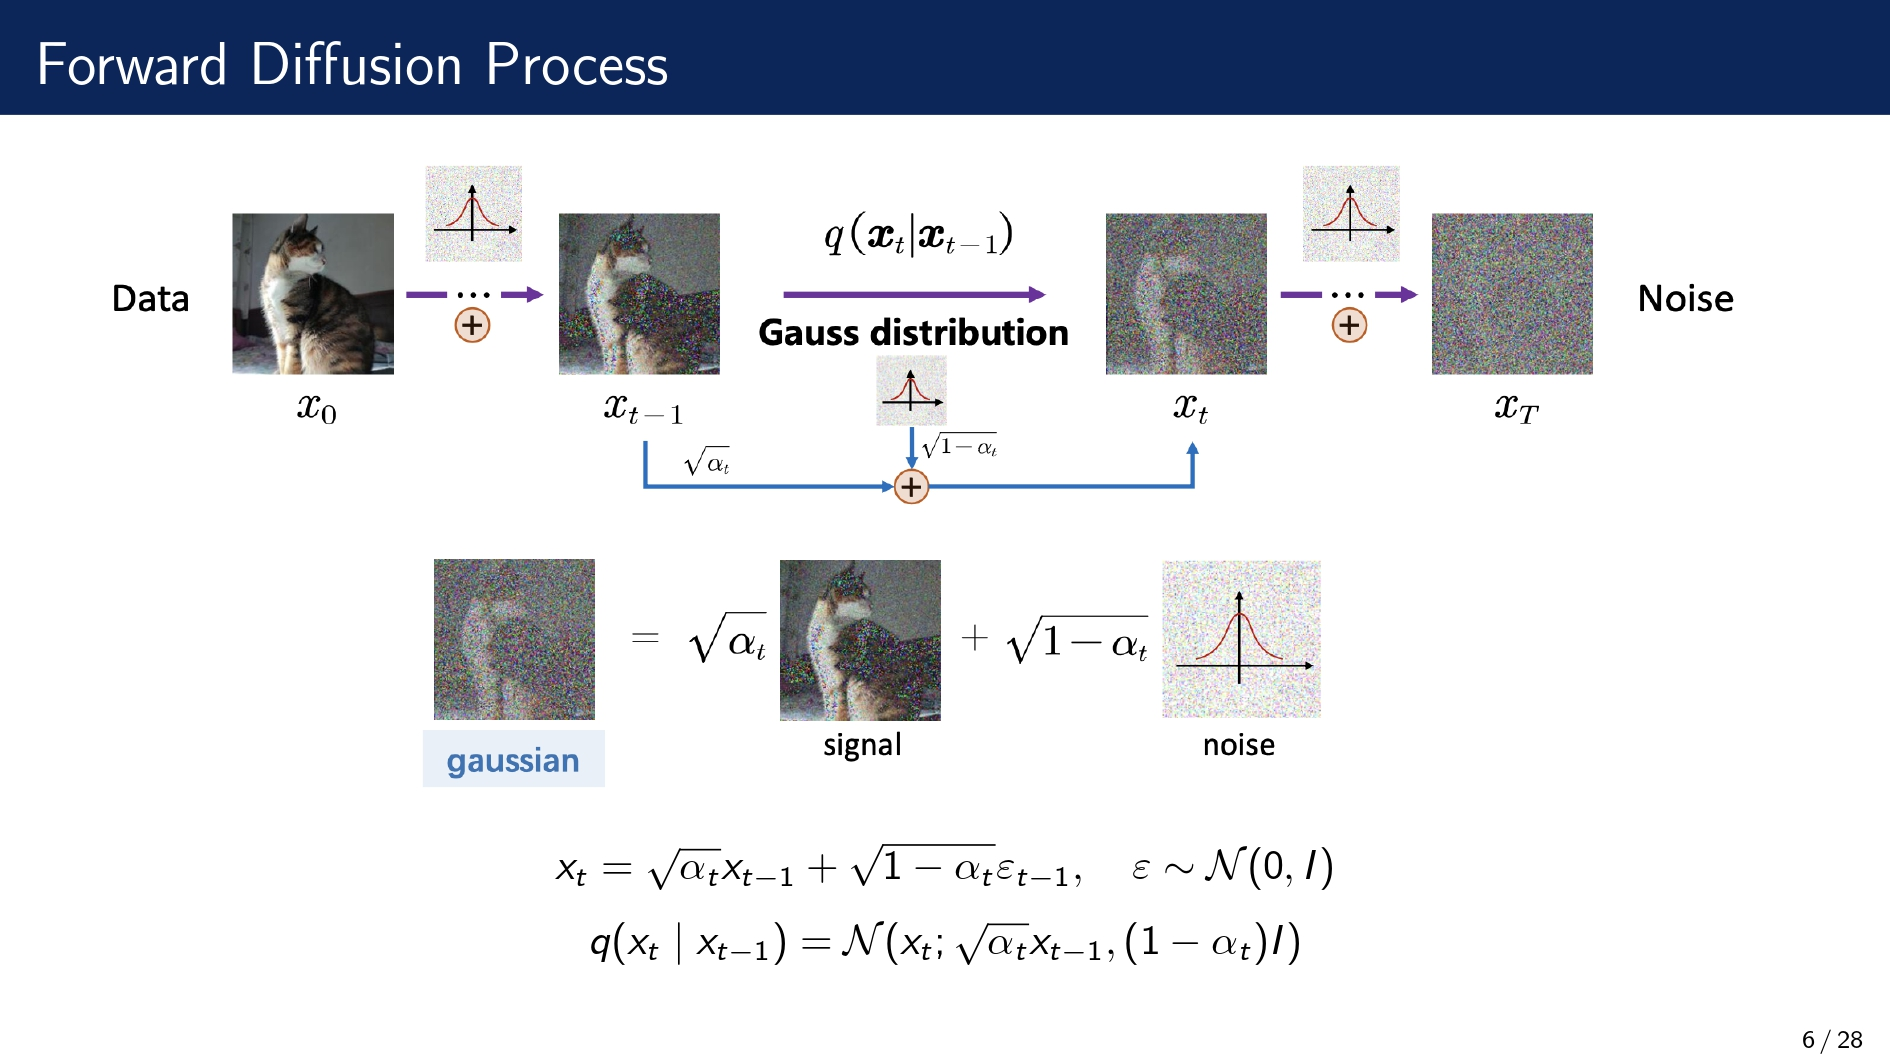 Forward Diffusion Process
q(x_t|x_{t−1})
Data ... ... Noise
+ Gauss distribution +
x_0 x_{t−1} x_t x_T
√α_t √1−α_t
+
= √α_t + √1−α_t
gaussian signal noise
x_t = √α_t x_{t−1} + √1 − α_t ε_{t−1}, ε ∼ N(0, I)
q(x_t | x_{t−1}) = N(x_t; √α_t x_{t−1}, (1 − α_t)I)
6 / 28